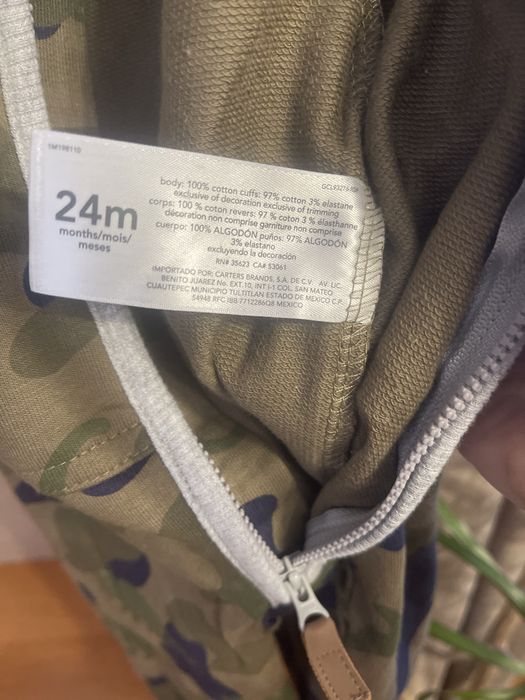 1M198110
24m
months/mois/
meses
body: 100% cotton cuffs: 97% cotton 3% elastane
exclusive of decoration exclusive of trimming
corps: 100 % coton revers: 97 % coton 3 % élasthanne
décoration non comprise garniture non comprise
cuerpo: 100% ALGODÓN puños: 97% ALGODÓN
3% elastano
excluyendo la decoración
RN# 35623 CA# 53061
IMPORTADO POR: CARTERS BRANDS, S.A. DE C.V. AV. LIC.
BENITO JUAREZ No. EXT.10, INT I-1 COL. SAN MATEO
CUAUTEPEC MUNICIPIO TULTITLAN ESTADO DE MEXICO C.P.
54948 RFC IBB 7712286Q8 MEXICO